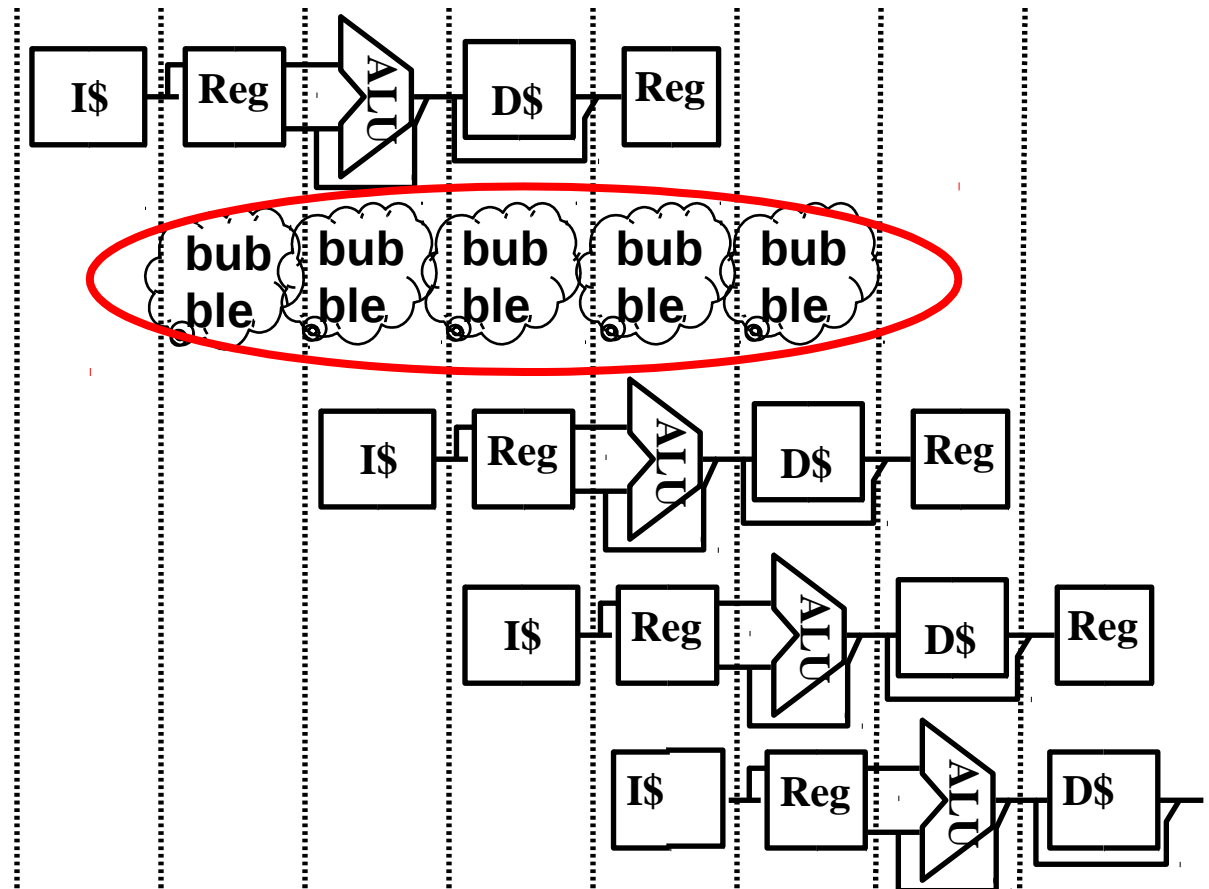 I$ Reg ALU D$ Reg
bub bub bub bub bub
ble ble ble ble ble
I$ Reg ALU D$ Reg
I$ Reg ALU D$ Reg
I$ Reg ALU D$